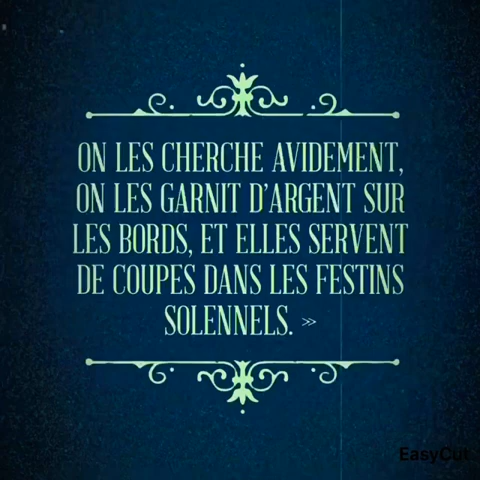 ON LES CHERCHE AVIDEMENT,
ON LES GARNIT D'ARGENT SUR
LES BORDS, ET ELLES SERVENT
DE COUPES DANS LES FESTINS
SOLENNELS. »
EasyCut